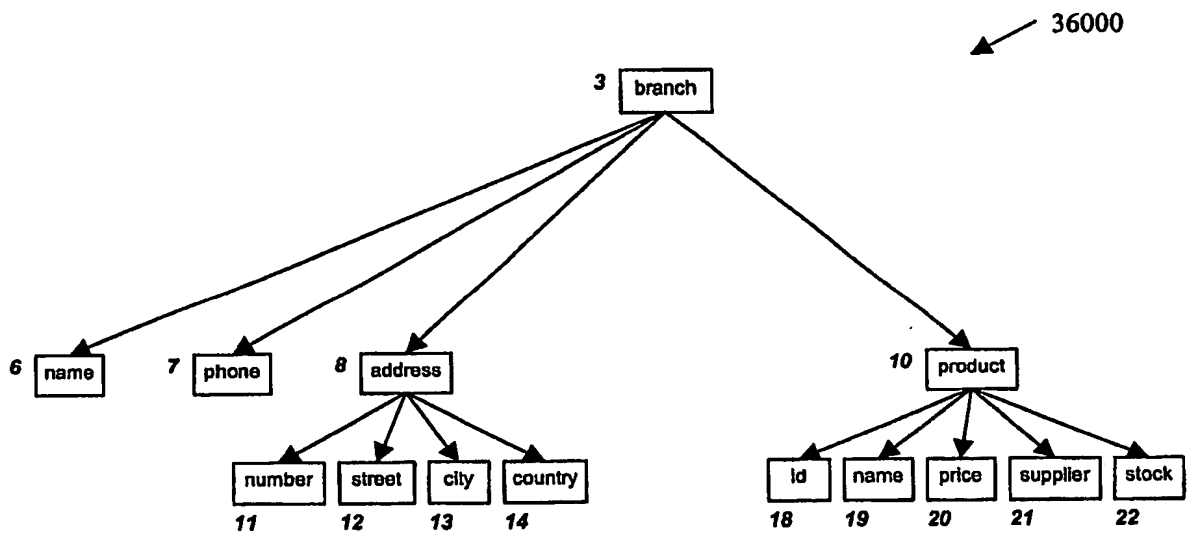 36000
3 branch
6 name 7 phone 8 address 10 product
number street city country id name price supplier stock
11 12 13 14 18 19 20 21 22